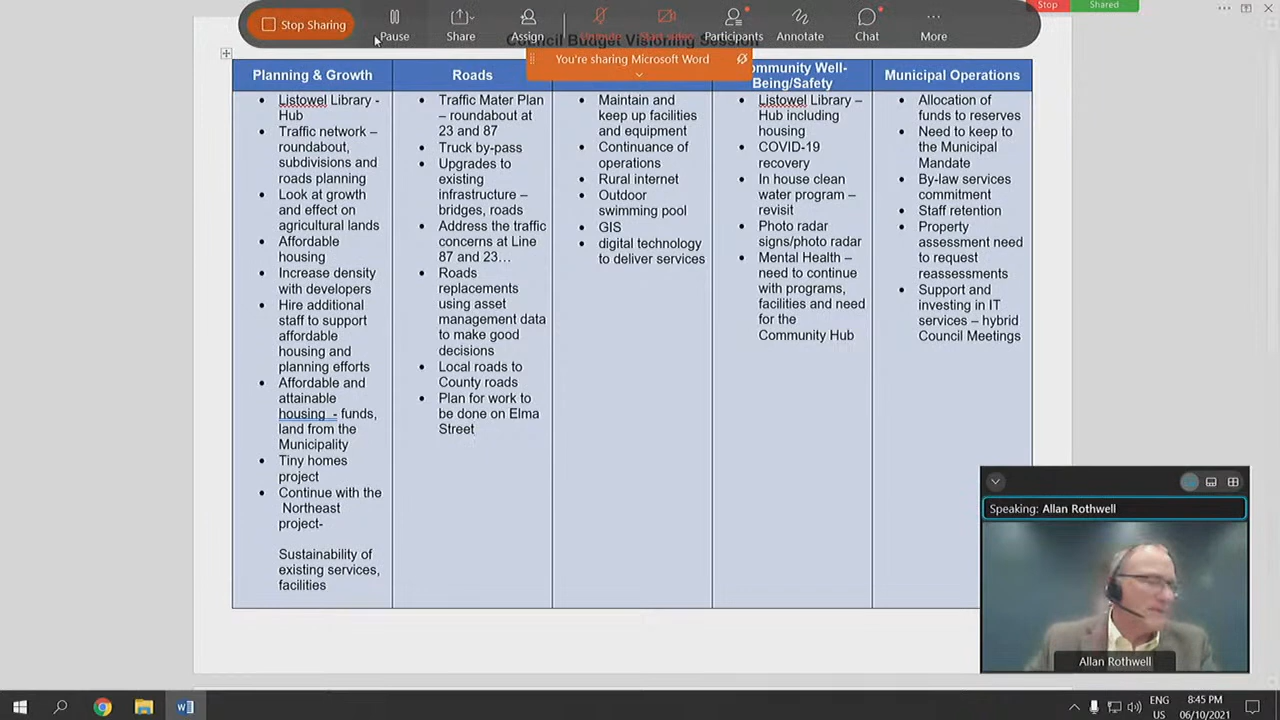 Stop Sharing
Pause
Share
Assign
Unmute
Start video
Participants
Annotate
Chat
More
Stop
Shared
Council Budget Visioning Session
You're sharing Microsoft Word
Planning & Growth
Listowel Library -
Hub
Traffic network –
roundabout,
subdivisions and
roads planning
Look at growth
and effect on
agricultural lands
Affordable
housing
Increase density
with developers
Hire additional
staff to support
affordable
housing and
planning efforts
Affordable and
attainable
housing - funds,
land from the
Municipality
Tiny homes
project
Continue with the
Northeast
project-
Sustainability of
existing services,
facilities
Roads
Traffic Mater Plan
– roundabout at
23 and 87
Truck by-pass
Upgrades to
existing
infrastructure –
bridges, roads
Address the traffic
concerns at Line
87 and 23...
Roads
replacements
using asset
management data
to make good
decisions
Local roads to
County roads
Plan for work to
be done on Elma
Street
Maintain and
keep up facilities
and equipment
Continuance of
operations
Rural internet
Outdoor
swimming pool
GIS
digital technology
to deliver services
ommunity Well-
Being/Safety
Listowel Library –
Hub including
housing
COVID-19
recovery
In house clean
water program –
revisit
Photo radar
signs/photo radar
Mental Health –
need to continue
with programs,
facilities and need
for the
Community Hub
Municipal Operations
Allocation of
funds to reserves
Need to keep to
the Municipal
Mandate
By-law services
commitment
Staff retention
Property
assessment need
to request
reassessments
Support and
investing in IT
services – hybrid
Council Meetings
Speaking: Allan Rothwell
Allan Rothwell
ENG
US
8:45 PM
06/10/2021